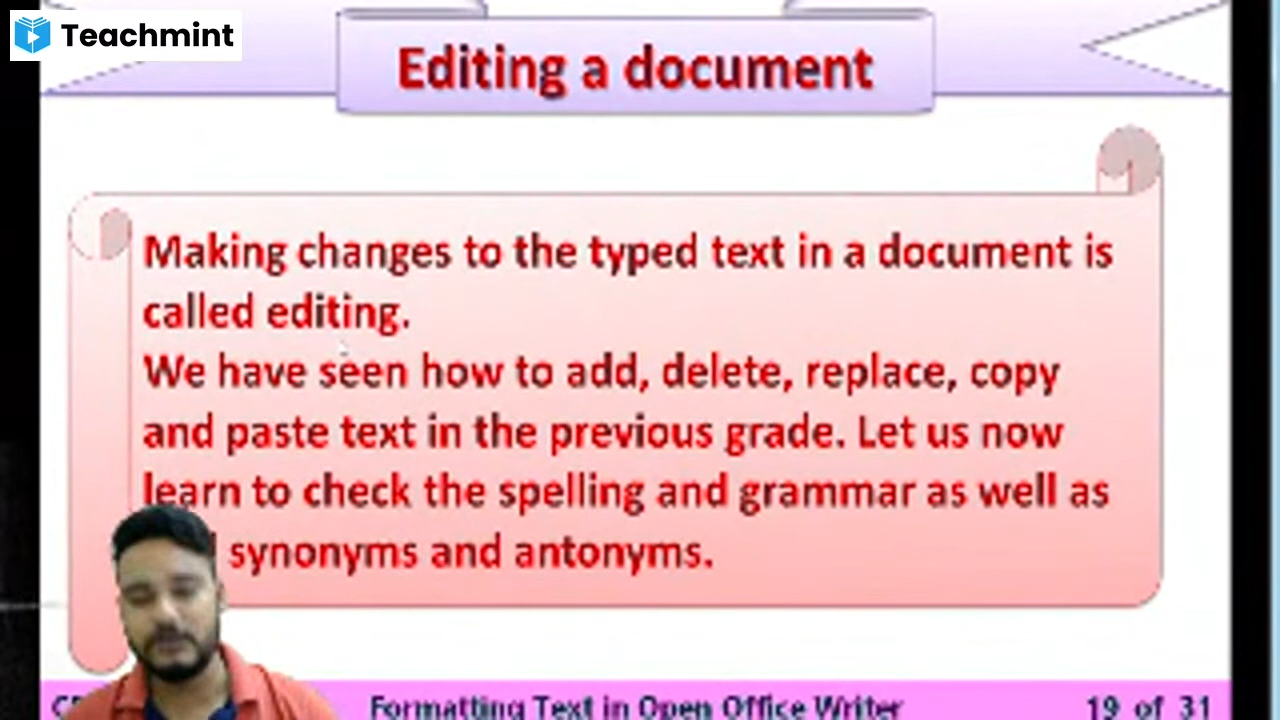 Teachmint
Editing a document
Making changes to the typed text in a document is
called editing.
We have seen how to add, delete, replace, copy
and paste text in the previous grade. Let us now
learn to check the spelling and grammar as well as
synonyms and antonyms.
Formatting Text in Open Office Writer
19 of 31